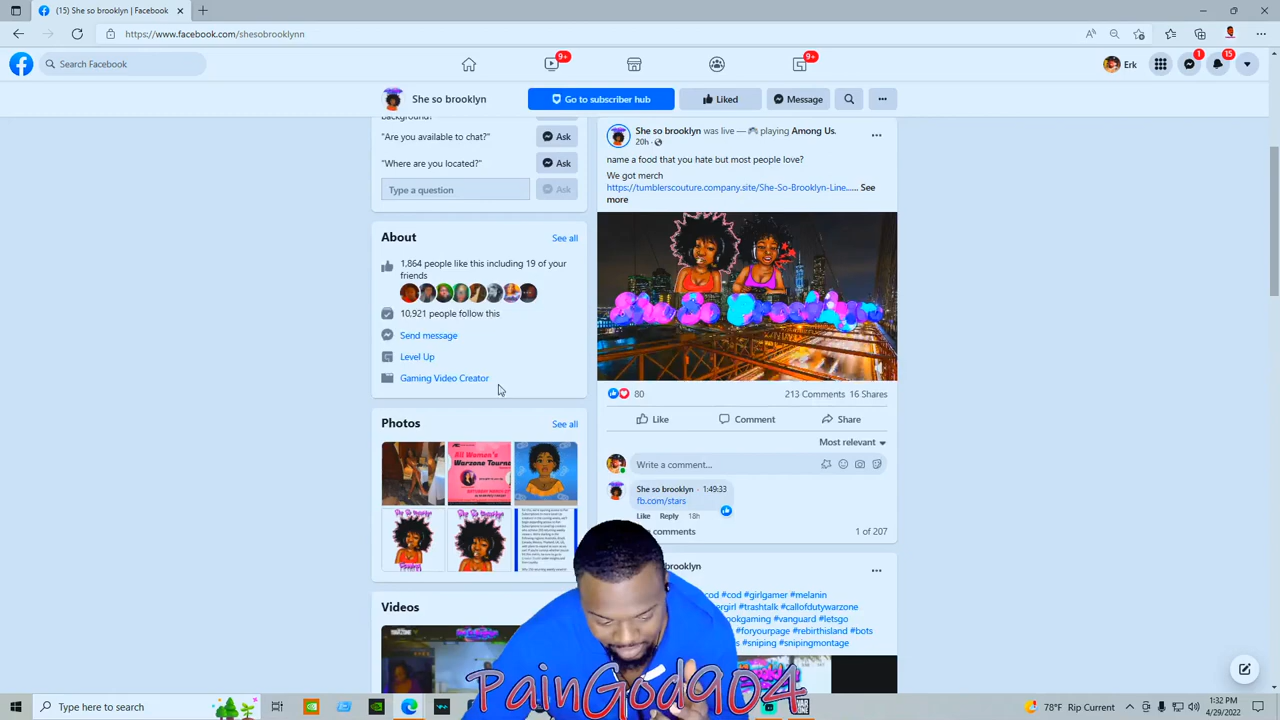 (15) She so brooklyn | Facebook
https://www.facebook.com/shesobrooklynn
Search Fac
9+
9+
Erk
1
15
She so brooklyn
Go to subscriber hub
Liked
Message
background?
"Are you available to chat?"
Ask
"Where are you located?"
Ask
Type a question
Ask
About
See all
1,864 people like this including 19 of your
friends
10,921 people follow this
Send message
Level Up
Gaming Video Creator
Photos
See all
All Women's
Warzone Tourna
Videos
She so brooklyn was live — playing Among Us.
20h
name a food that you hate but most people love?
We got merch
https://tumblerscouture.company.site/She-So-Brooklyn-Line...... See
more
80
213 Comments 16 Shares
Like
Comment
Share
Most relevant
Write a comment...
She so brooklyn · 1:49:33
fb.com/stars
Like Reply 18h
comments
1 of 207
brooklyn
cod #cod #girlgamer #melanin
ergirl #trashtalk #callofdutywarzone
ookgaming #vanguard #letsgo
#foryourpage #rebirthisland #bots
s #sniping #snipingmontage
PainGod904
Type here to search
78°F Rip Current
1:32 PM
4/29/2022